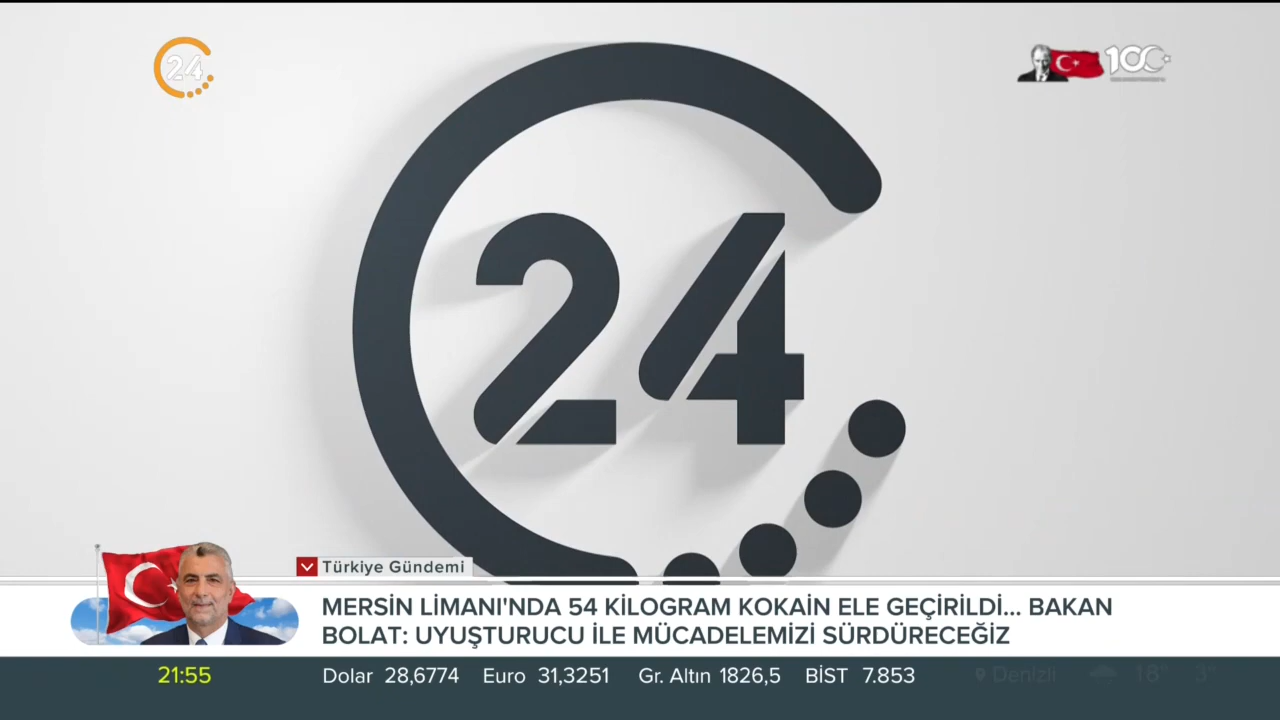 24
100
24
Türkiye Gündemi
MERSİN LİMANI'NDA 54 KİLOGRAM KOKAİN ELE GEÇİRİLDİ... BAKAN
BOLAT: UYUŞTURUCU İLE MÜCADELEMİZİ SÜRDÜRECEĞİZ
21:55 Dolar 28,6774 Euro 31,3251 Gr. Altın 1826,5 BİST 7.853 Denizli 18° 3°